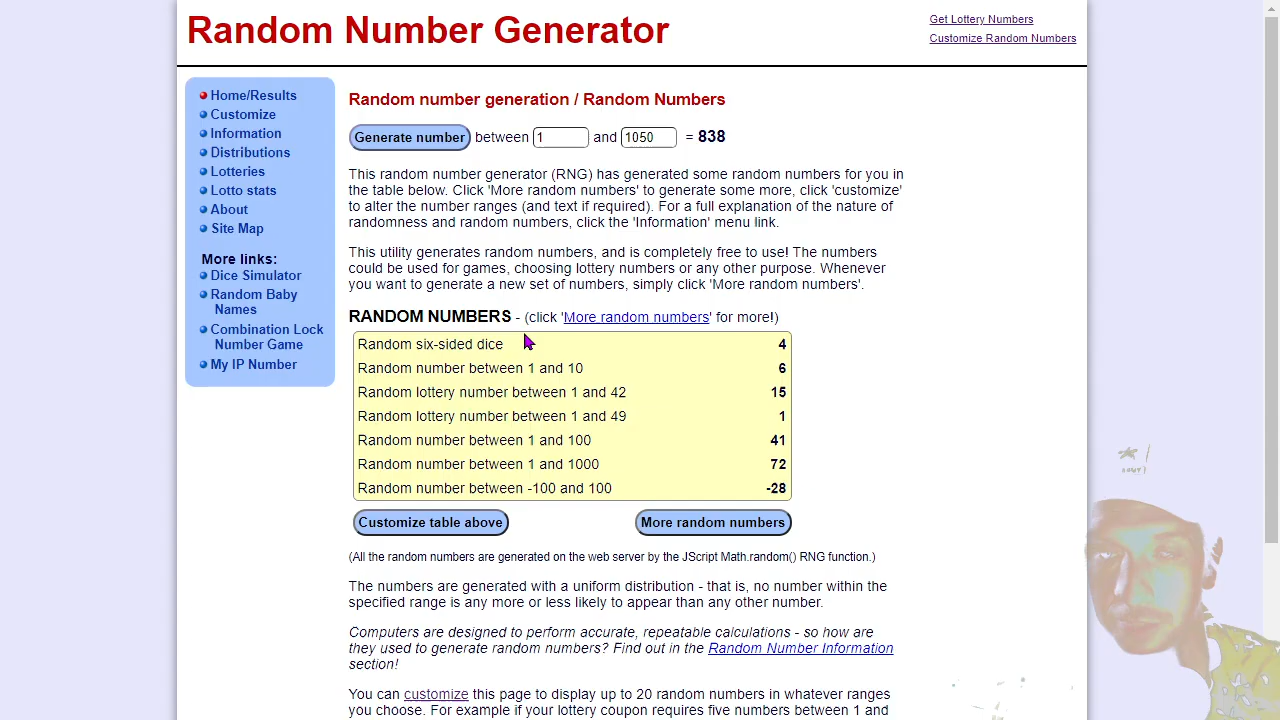 Random Number Generator
Get Lottery Numbers
Customize Random Numbers
Home/Results
Customize
Information
Distributions
Lotteries
Lotto stats
About
Site Map
More links:
Dice Simulator
Random Baby
Names
Combination Lock
Number Game
My IP Number
Random number generation / Random Numbers
Generate number between 1 and 1050 = 838
This random number generator (RNG) has generated some random numbers for you in
the table below. Click 'More random numbers' to generate some more, click 'customize'
to alter the number ranges (and text if required). For a full explanation of the nature of
randomness and random numbers, click the 'Information' menu link.
This utility generates random numbers, and is completely free to use! The numbers
could be used for games, choosing lottery numbers or any other purpose. Whenever
you want to generate a new set of numbers, simply click 'More random numbers'.
RANDOM NUMBERS - (click 'More random numbers' for more!)
Random six-sided dice 4
Random number between 1 and 10 6
Random lottery number between 1 and 42 15
Random lottery number between 1 and 49 1
Random number between 1 and 100 41
Random number between 1 and 1000 72
Random number between -100 and 100 -28
Customize table above More random numbers
(All the random numbers are generated on the web server by the JScript Math.random() RNG function.)
The numbers are generated with a uniform distribution - that is, no number within the
specified range is any more or less likely to appear than any other number.
Computers are designed to perform accurate, repeatable calculations - so how are
they used to generate random numbers? Find out in the Random Number Information
section!
You can customize this page to display up to 20 random numbers in whatever ranges
you choose. For example if your lottery coupon requires five numbers between 1 and